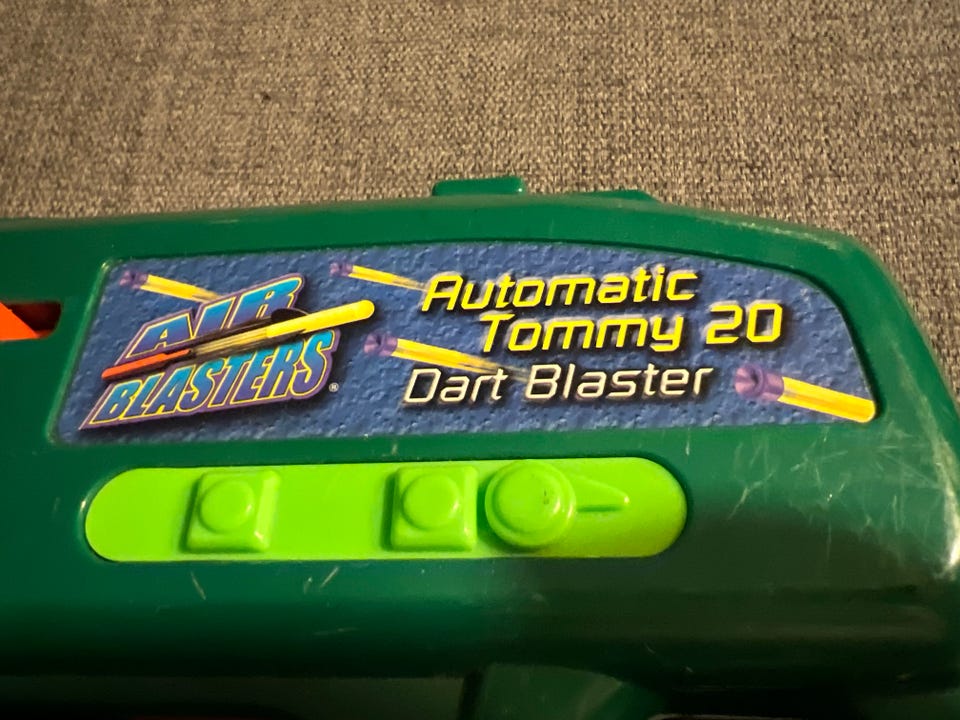 AIR
BLASTERS®
Automatic
Tommy 20
Dart Blaster